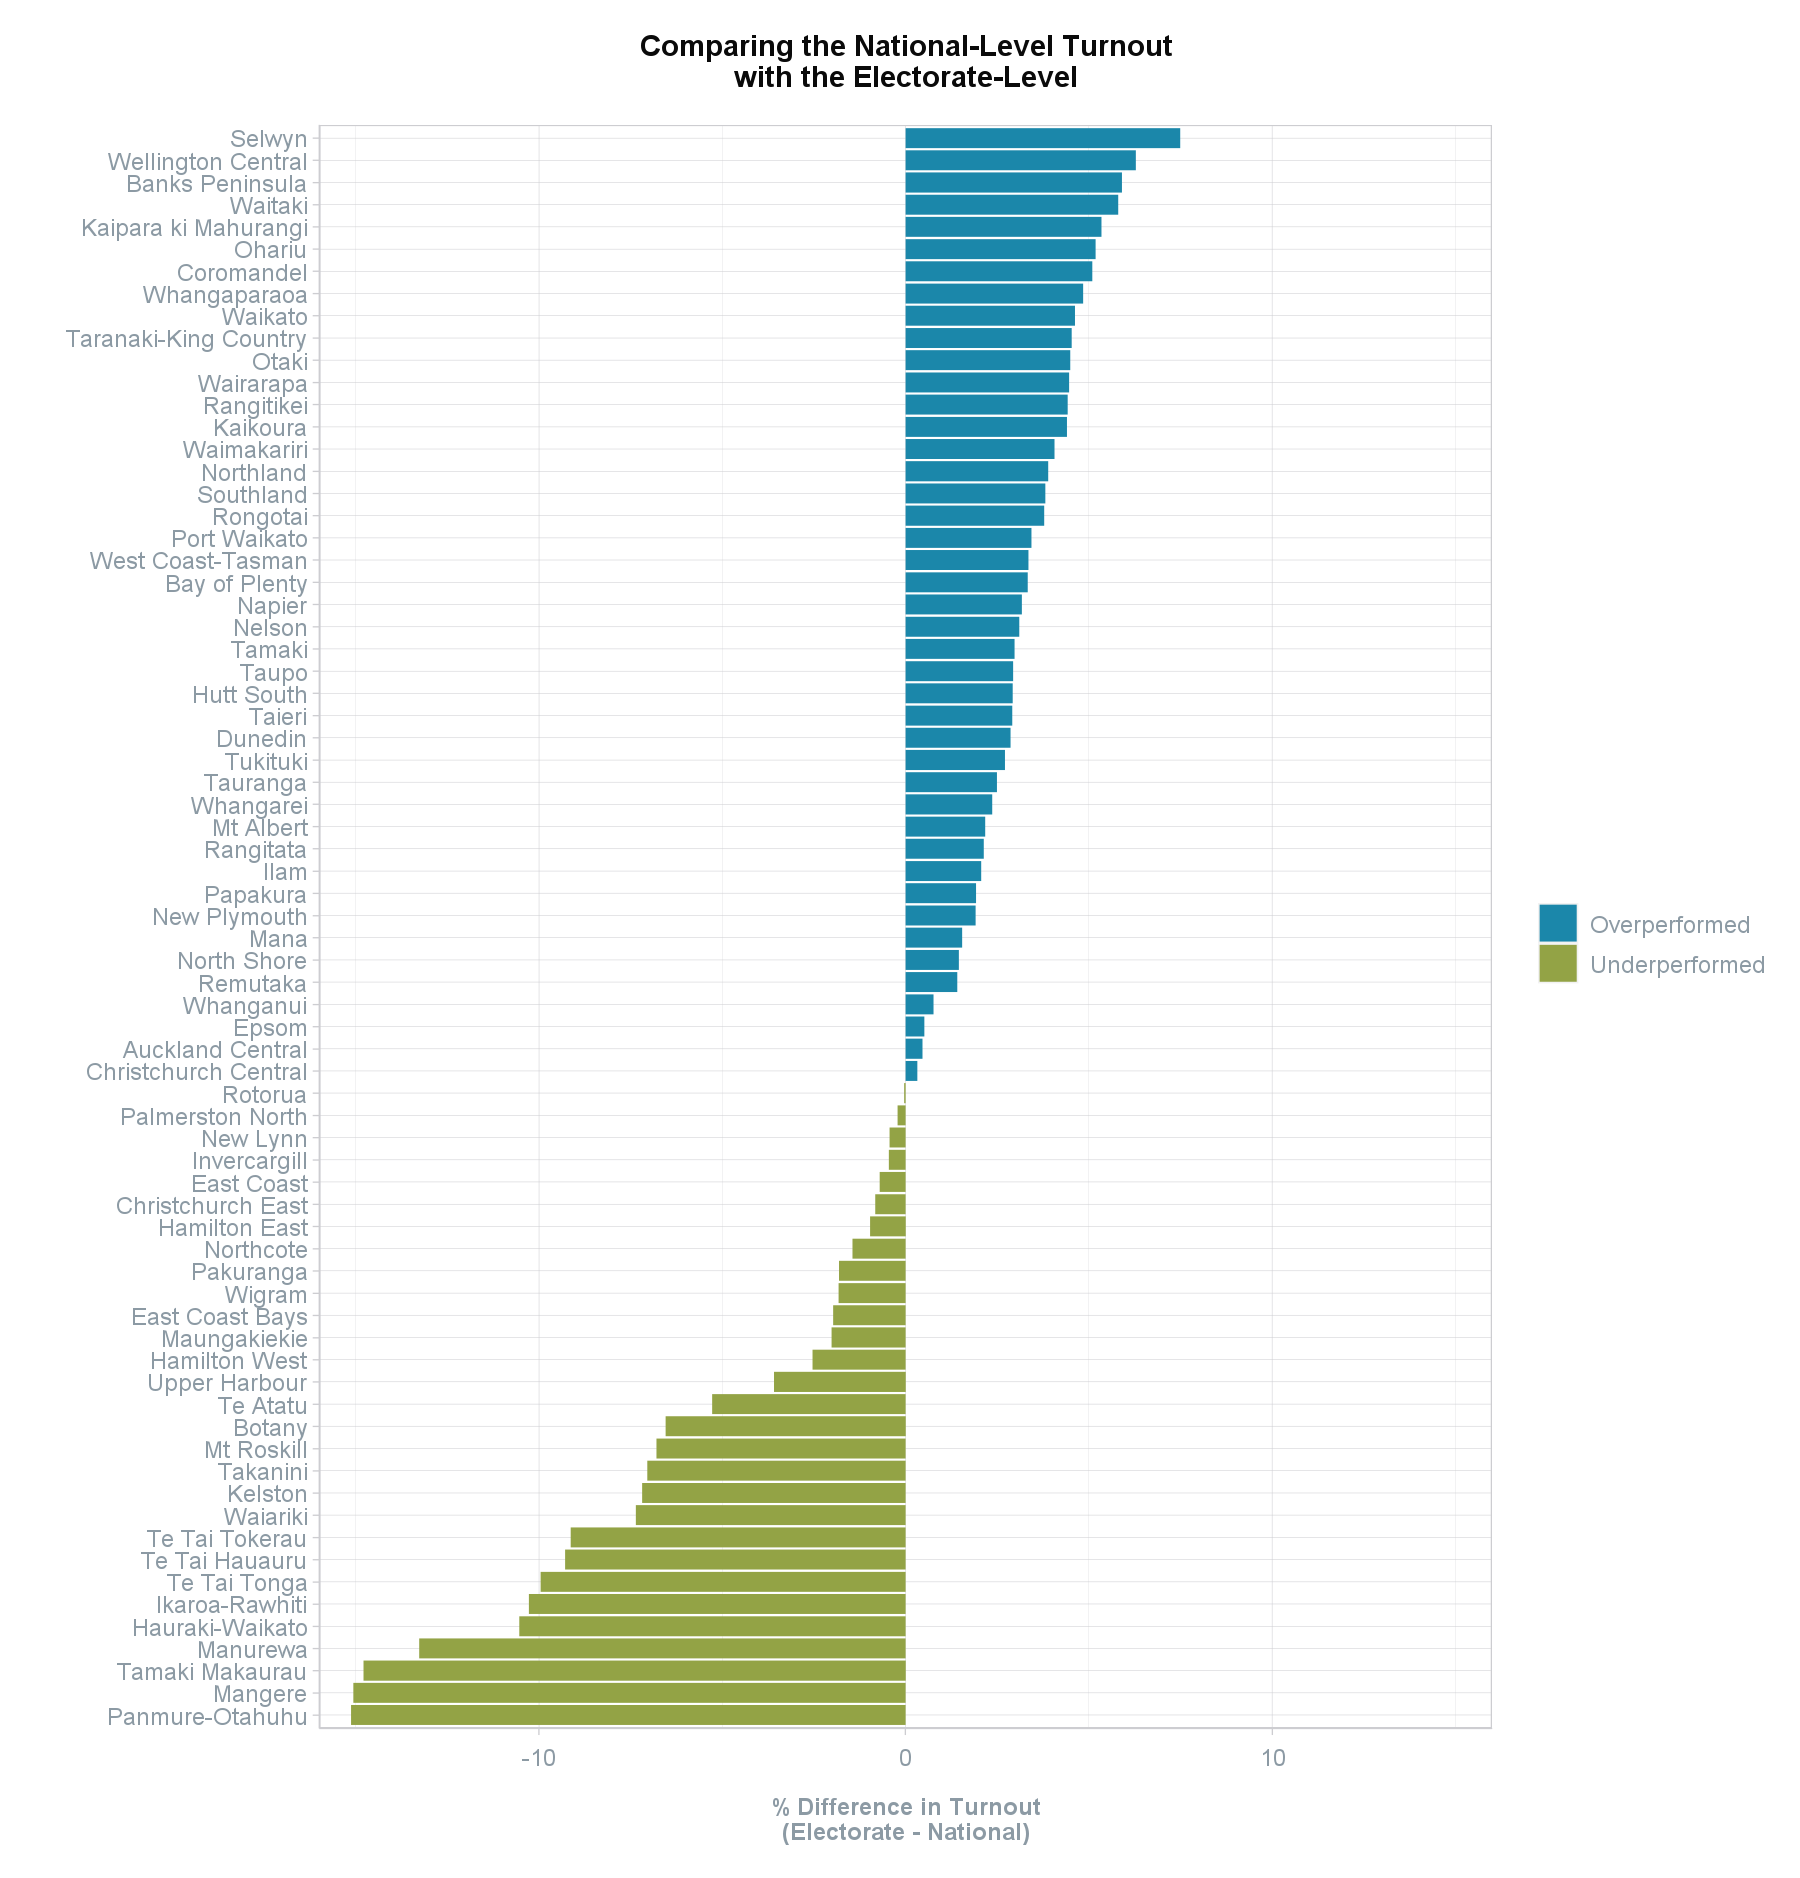 Comparing the National-Level Turnout
with the Electorate-Level
Selwyn
Wellington Central
Banks Peninsula
Waitaki
Kaipara ki Mahurangi
Ohariu
Coromandel
Whangaparaoa
Waikato
Taranaki-King Country
Otaki
Wairarapa
Rangitikei
Kaikoura
Waimakariri
Northland
Southland
Rongotai
Port Waikato
West Coast-Tasman
Bay of Plenty
Napier
Nelson
Tamaki
Taupo
Hutt South
Taieri
Dunedin
Tukituki
Tauranga
Whangarei
Mt Albert
Rangitata
Ilam
Papakura
New Plymouth
Mana
North Shore
Remutaka
Whanganui
Epsom
Auckland Central
Christchurch Central
Rotorua
Palmerston North
New Lynn
Invercargill
East Coast
Christchurch East
Hamilton East
Northcote
Pakuranga
Wigram
East Coast Bays
Maungakiekie
Hamilton West
Upper Harbour
Te Atatu
Botany
Mt Roskill
Takanini
Kelston
Waiariki
Te Tai Tokerau
Te Tai Hauauru
Te Tai Tonga
Ikaroa-Rawhiti
Hauraki-Waikato
Manurewa
Tamaki Makaurau
Mangere
Panmure-Otahuhu
-10 0 10
% Difference in Turnout
(Electorate - National)
Overperformed
Underperformed